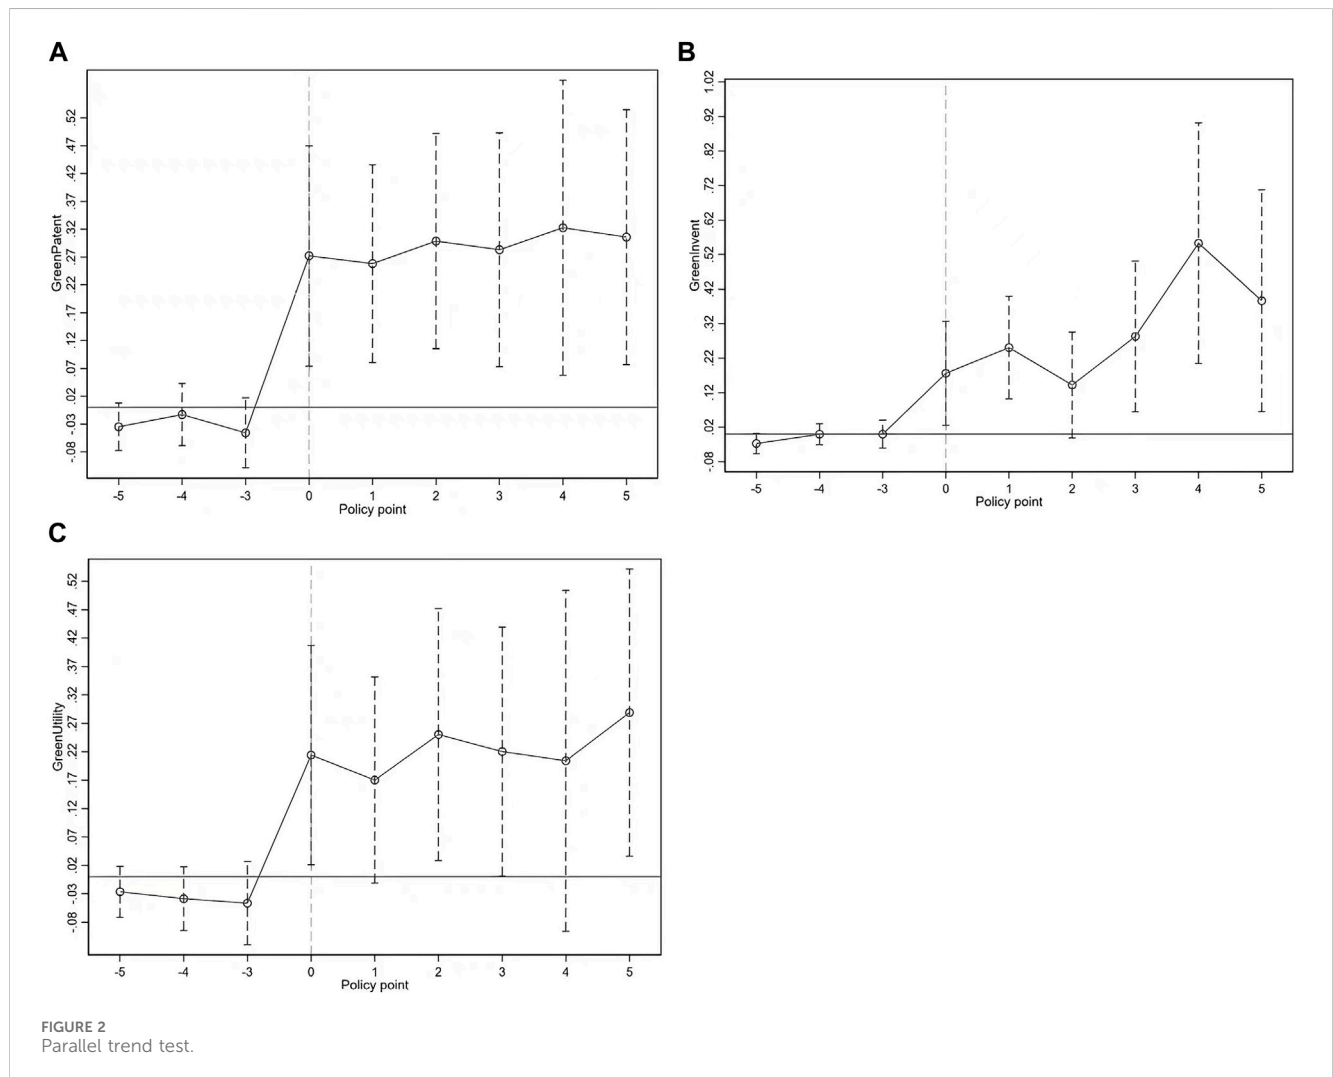 A
.52
.47
.42
.37
.32
.27
.22
.17
.12
.07
.02
-.03
-.08
GreenPatent
-5 -4 -3 0 1 2 3 4 5
Policy point
B
1.02
.92
.82
.72
.62
.52
.42
.32
.22
.12
.02
-.08
GreenInvent
-5 -4 -3 0 1 2 3 4 5
Policy point
C
.52
.47
.42
.37
.32
.27
.22
.17
.12
.07
.02
-.03
-.08
GreenUtility
-5 -4 -3 0 1 2 3 4 5
Policy point
FIGURE 2
Parallel trend test.